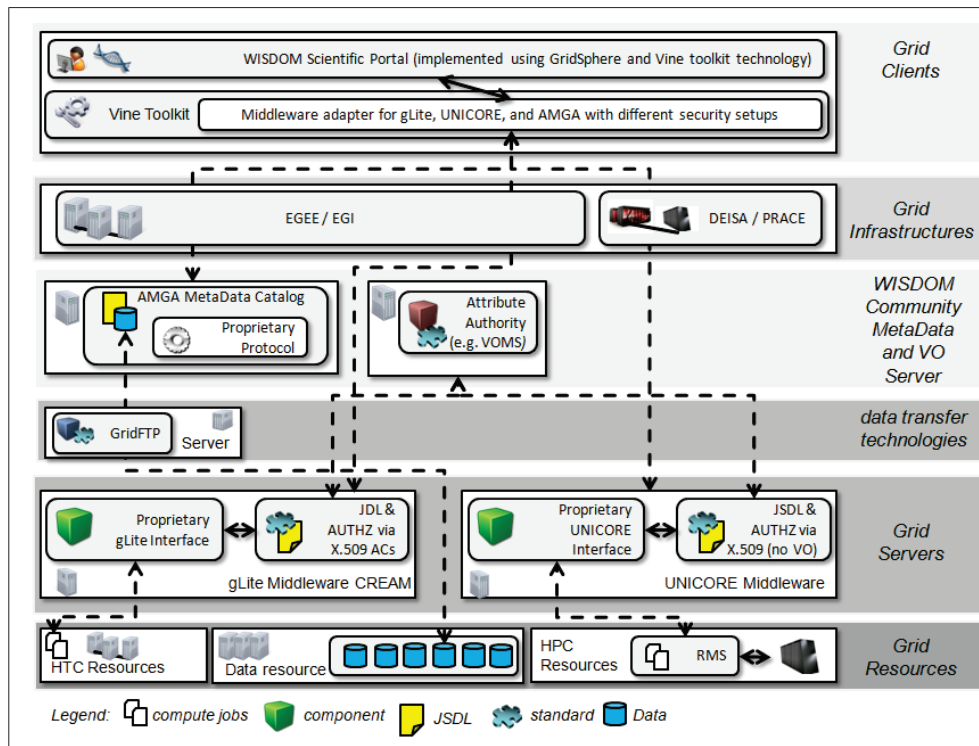 WISDOM Scientific Portal (implemented using GridSphere and Vine toolkit technology)
Vine Toolkit
Middleware adapter for gLite, UNICORE, and AMGA with different security setups
Grid
Clients
EGEE / EGI
DEISA / PRACE
Grid
Infrastructures
AMGA MetaData Catalog
Proprietary
Protocol
Attribute
Authority
(e.g. VOMS)
WISDOM
Community
MetaData
and VO
Server
GridFTP
Server
data transfer
technologies
Proprietary
gLite Interface
JDL &
AUTHZ via
X.509 ACs
gLite Middleware CREAM
Proprietary
UNICORE
Interface
JSDL &
AUTHZ via
X.509 (no VO)
UNICORE Middleware
Grid
Servers
HTC Resources
Data resource
HPC
Resources
RMS
Grid
Resources
Legend: compute jobs component JSDL standard Data